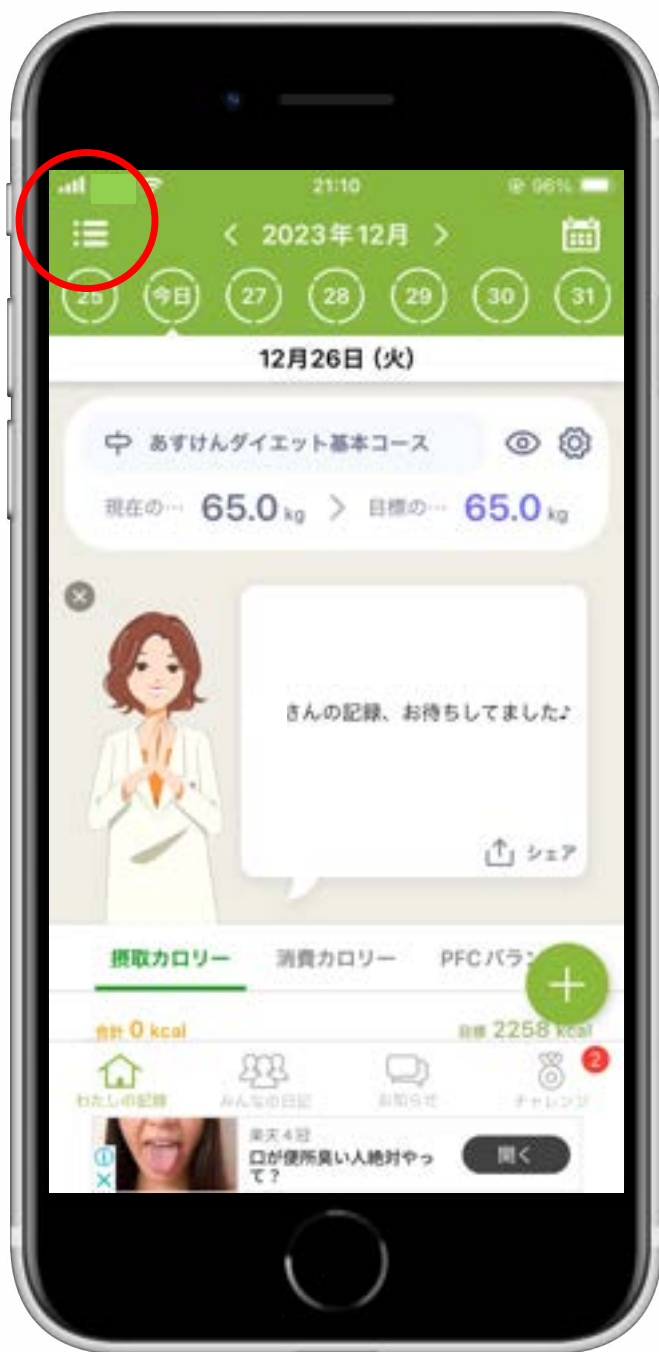 21:10 96%
2023年12月
25 今日 27 28 29 30 31
12月26日 (火)
あすけんダイエット基本コース
現在の… 65.0 kg > 目標の… 65.0 kg
さんの記録、お待ちしてました♪
シェア
摂取カロリー 消費カロリー PFCバラン
合計 0 kcal 目標 2258 kcal
2
わたしの記録 みんなの日記 お知らせ チャレンジ
楽天4冠
口が便所臭い人絶対やっ
て？
開く